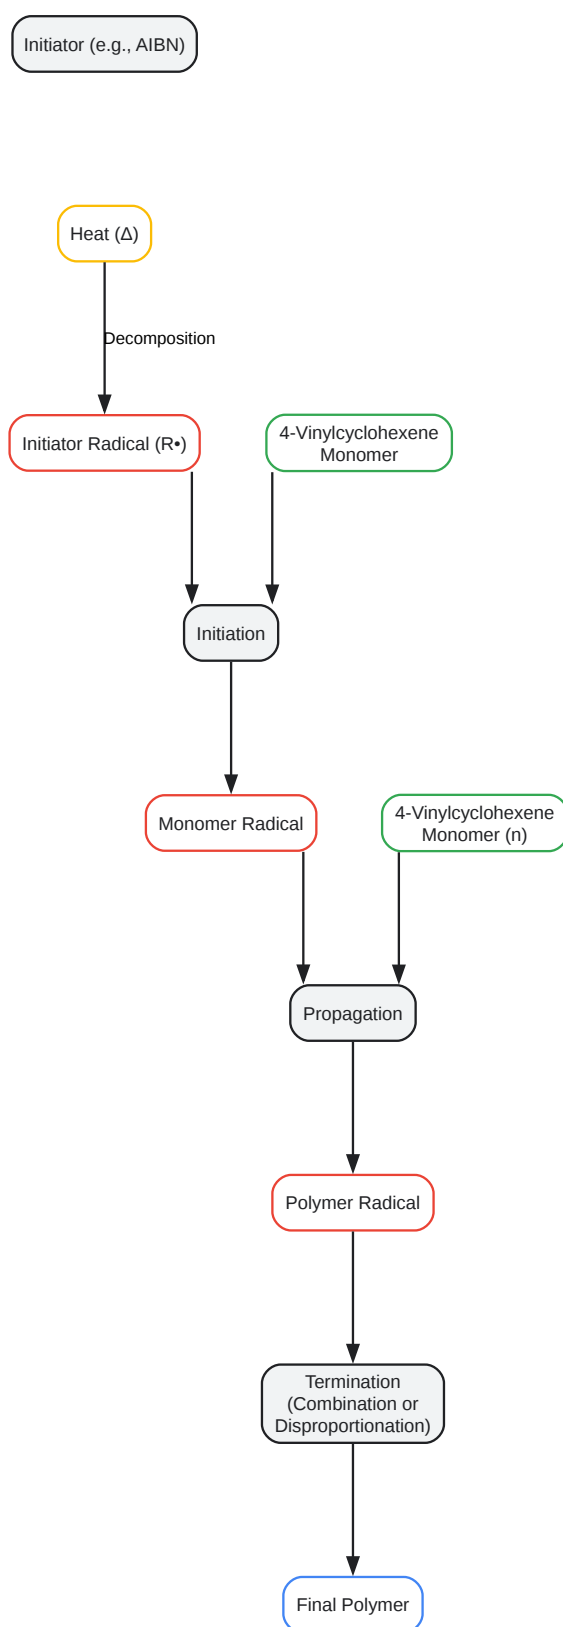 Initiator (e.g., AIBN)
Heat (Δ)
Decomposition
Initiator Radical (R•)
4-Vinylcyclohexene
Monomer
Initiation
Monomer Radical
4-Vinylcyclohexene
Monomer (n)
Propagation
Polymer Radical
Termination
(Combination or
Disproportionation)
Final Polymer